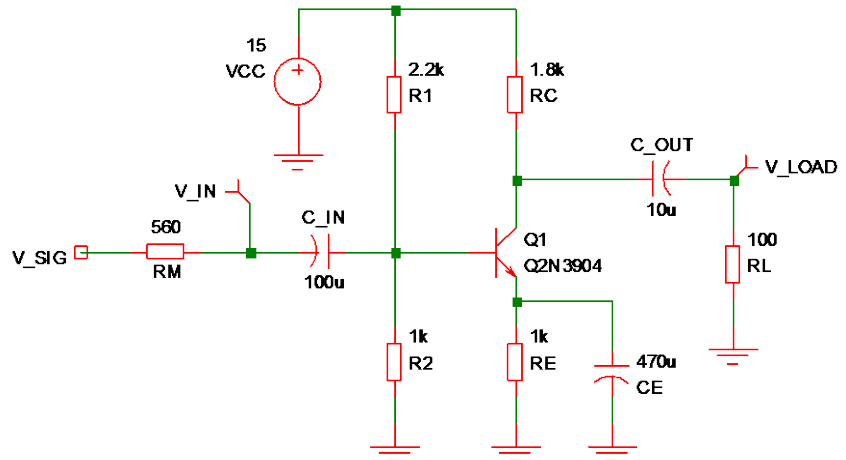 15
VCC
2.2k
R1
1.8k
RC
C_OUT
10u
V_LOAD
V_IN
C_IN
100u
560
RM
V_SIG
Q1
Q2N3904
100
RL
1k
R2
1k
RE
470u
CE